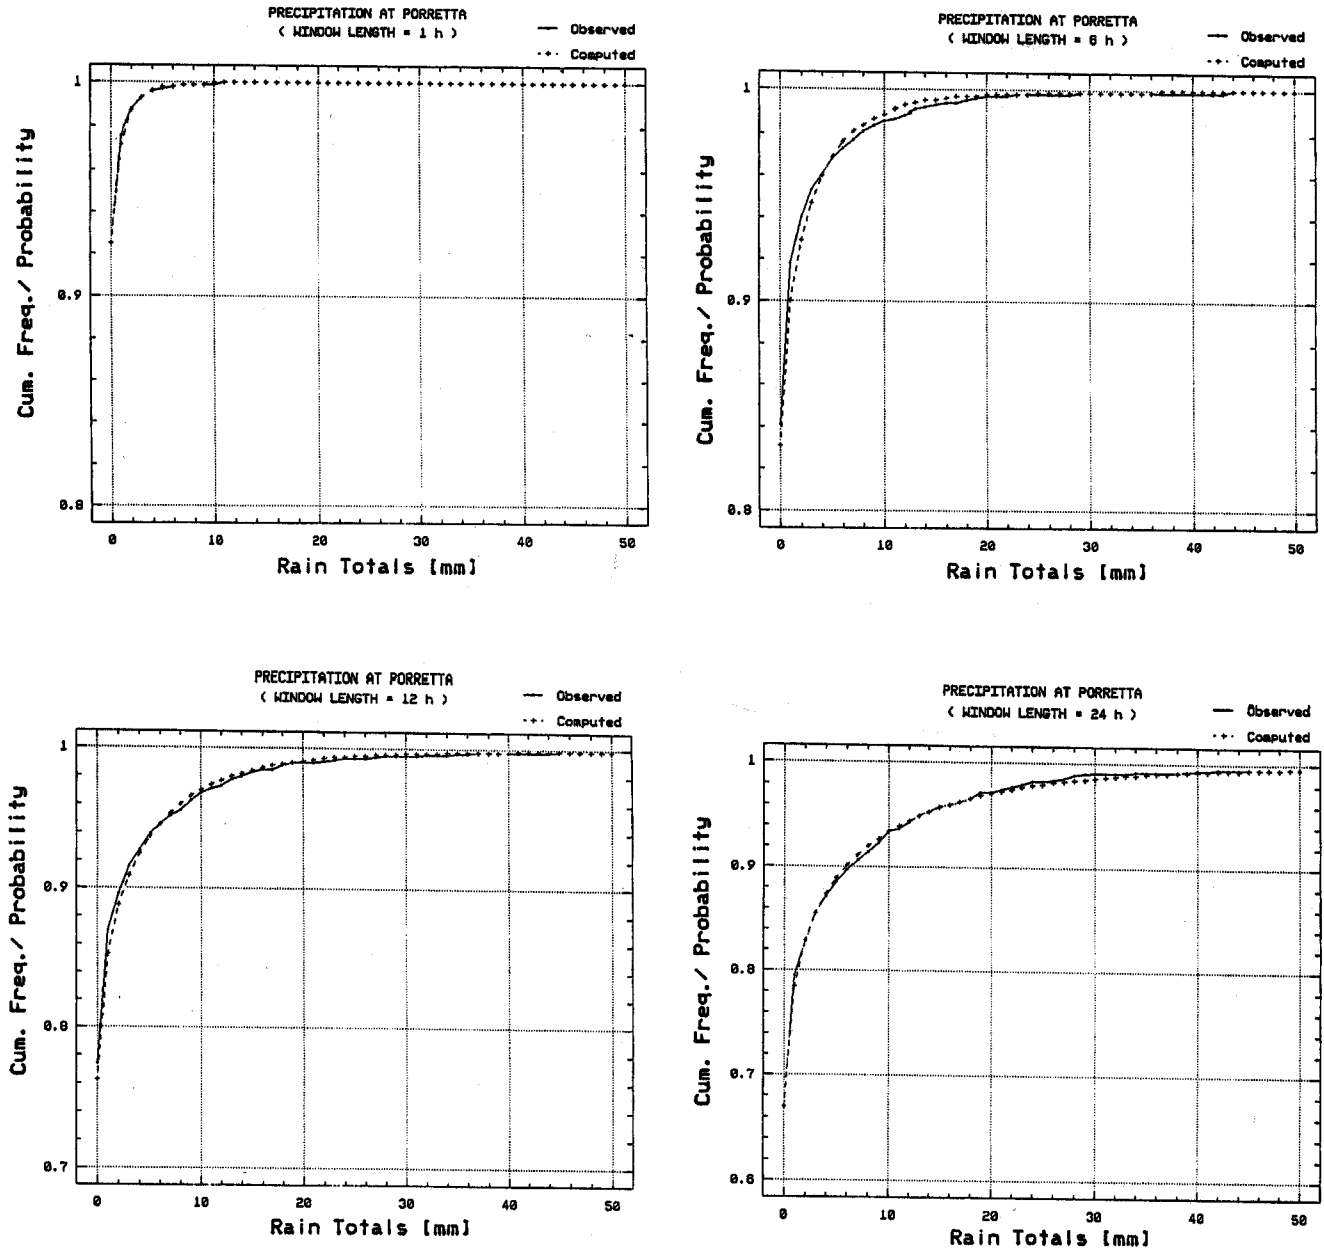 PRECIPITATION AT PORRETTA
( WINDOW LENGTH = 1 h )
Observed
Computed
Cum. Freq./ Probability
1
0.9
0.8
0 10 20 30 40 50
Rain Totals [mm]
PRECIPITATION AT PORRETTA
( WINDOW LENGTH = 6 h )
Observed
Computed
Cum. Freq./ Probability
1
0.9
0.8
0 10 20 30 40 50
Rain Totals [mm]
PRECIPITATION AT PORRETTA
( WINDOW LENGTH = 12 h )
Observed
Computed
Cum. Freq./ Probability
1
0.9
0.8
0.7
0 10 20 30 40 50
Rain Totals [mm]
PRECIPITATION AT PORRETTA
( WINDOW LENGTH = 24 h )
Observed
Computed
Cum. Freq./ Probability
1
0.9
0.8
0.7
0.6
0 10 20 30 40 50
Rain Totals [mm]